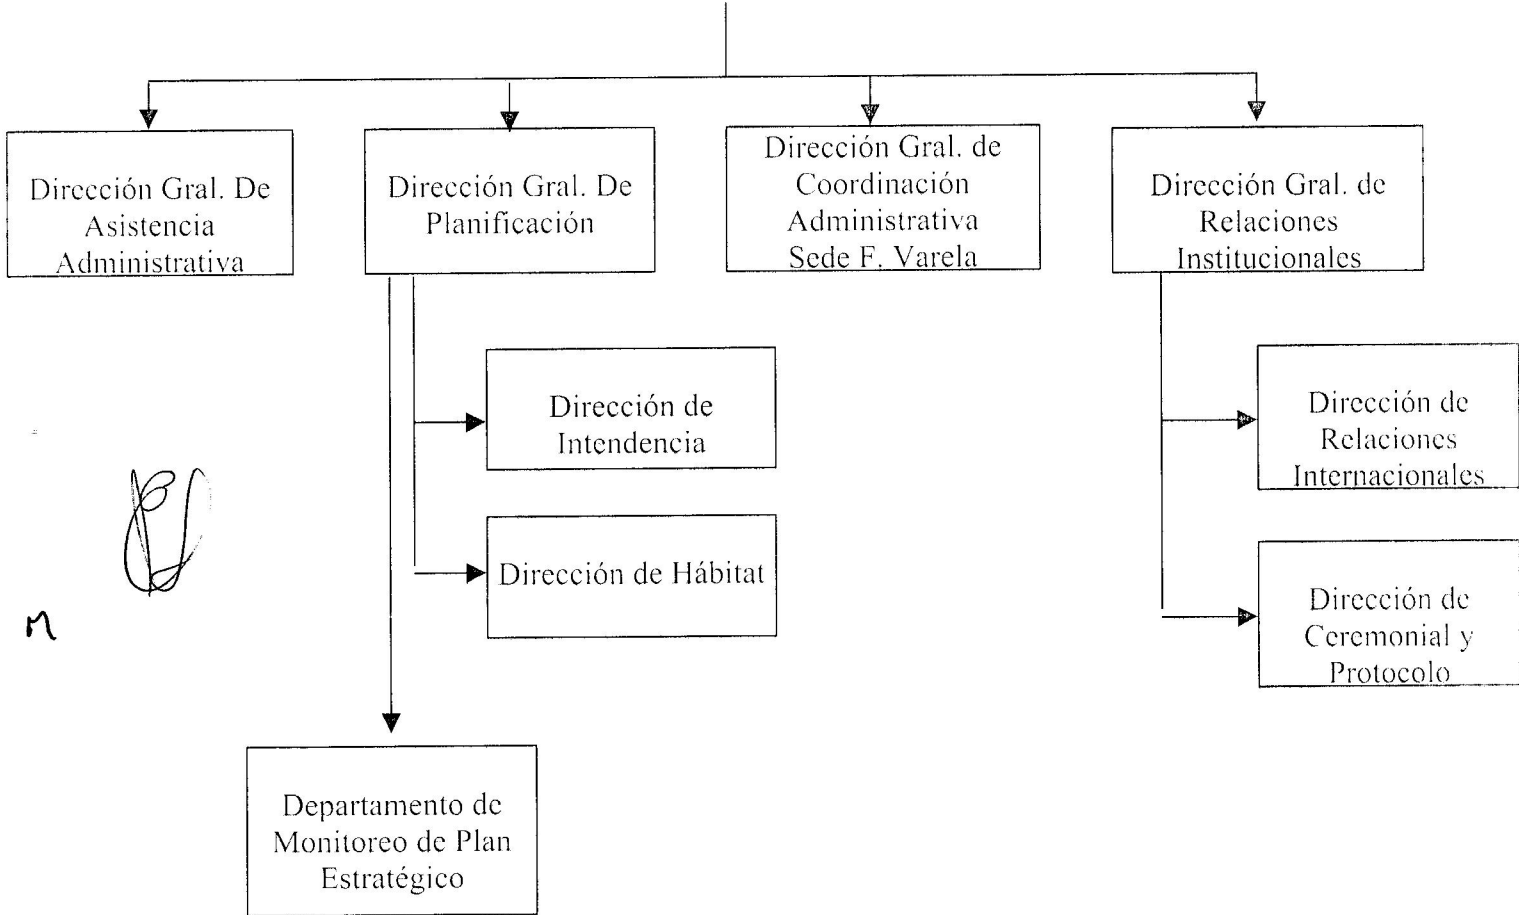 Dirección Gral. De
Asistencia
Administrativa
Dirección Gral. De
Planificación
Dirección Gral. de
Coordinación
Administrativa
Sede F. Varela
Dirección Gral. de
Relaciones
Institucionales
Dirección de
Intendencia
Dirección de
Relaciones
Internacionales
Dirección de Hábitat
Dirección de
Ceremonial y
Protocolo
Departamento de
Monitoreo de Plan
Estratégico